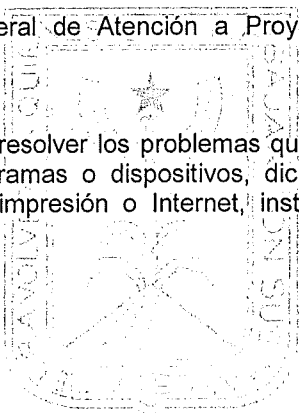 eral de Atención a Proy
resolver los problemas qu
ramas o dispositivos, dic
impresión o Internet, inst